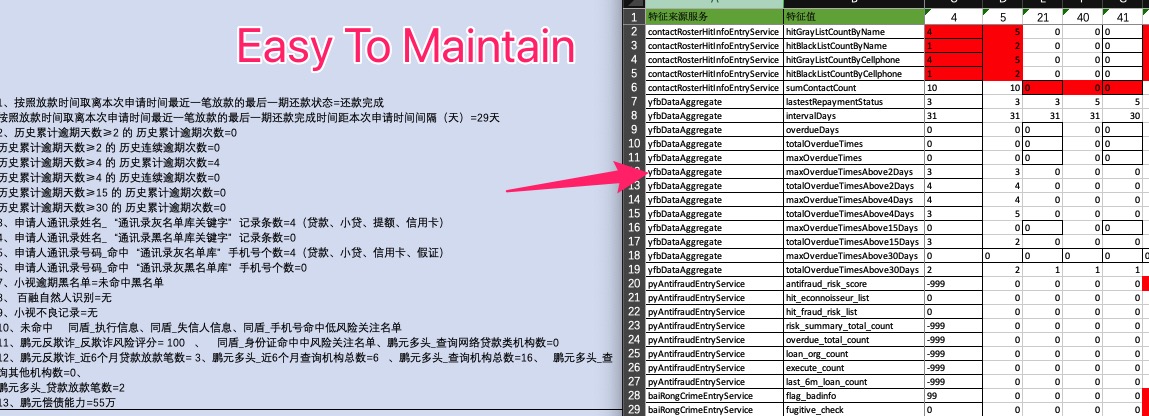 Easy To Maintain
1、按照放款时间取离本次申请时间最近一笔放款的最后一期还款状态=还款完成
按照放款时间取离本次申请时间最近一笔放款的最后一期还款完成时间距本次申请时间间隔（天）=29天
2、历史累计逾期天数≥2 的 历史累计逾期次数=0
历史累计逾期天数≥2 的 历史连续逾期次数=0
历史累计逾期天数≥4 的 历史累计逾期次数=4
历史累计逾期天数≥4 的 历史连续逾期次数=0
历史累计逾期天数≥15 的 历史累计逾期次数=0
历史累计逾期天数≥30 的 历史累计逾期次数=0
3、申请人通讯录姓名_“通讯录灰名单库关键字”记录条数=4（贷款、小贷、提额、信用卡）
4、申请人通讯录姓名_“通讯录黑名单库关键字”记录条数=0
5、申请人通讯录号码_命中“通讯录灰名单库”手机号个数=4（贷款、小贷、信用卡、假证）
6、申请人通讯录号码_命中“通讯录灰黑名单库”手机号个数=0
7、小视逾期黑名单=未命中黑名单
8、 百融自然人识别=无
9、小视不良记录=无
10、未命中 同盾_执行信息、同盾_失信人信息、同盾_手机号命中低风险关注名单
11、鹏元反欺诈_反欺诈风险评分= 100 、 同盾_身份证命中中风险关注名单、鹏元多头_查询网络贷款类机构数=0
12、鹏元反欺诈_近6个月贷款放款笔数= 3、鹏元多头_近6个月查询机构总数=6 、鹏元多头_查询机构总数=16、 鹏元多头_查
询其他机构数=0、
鹏元多头_贷款放款笔数=2
13、鹏元偿债能力=55万
1 特征来源服务 特征值 4 5 21 40 41
2 contactRosterHitInfoEntryService hitGrayListCountByName 4 5 0 0 0
3 contactRosterHitInfoEntryService hitBlackListCountByName 1 2 0 0 0
4 contactRosterHitInfoEntryService hitGrayListCountByCellphone 4 5 0 0 0
5 contactRosterHitInfoEntryService hitBlackListCountByCellphone 1 2 0 0 0
6 contactRosterHitInfoEntryService sumContactCount 10 10 0 0 0
7 yfbDataAggregate lastestRepaymentStatus 3 3 3 5 5
8 yfbDataAggregate intervalDays 31 31 31 31 30
9 yfbDataAggregate overdueDays 0 0 0 0 0
10 yfbDataAggregate totalOverdueTimes 0 0 0 0 0
11 yfbDataAggregate maxOverdueTimes 0 0 0 0 0
yfbDataAggregate maxOverdueTimesAbove2Days 3 3 0 0 0
13 yfbDataAggregate totalOverdueTimesAbove2Days 4 4 0 0 0
14 yfbDataAggregate maxOverdueTimesAbove4Days 4 4 0 0 0
15 yfbDataAggregate totalOverdueTimesAbove4Days 3 5 0 0 0
16 yfbDataAggregate maxOverdueTimesAbove15Days 0 0 0 0 0
17 yfbDataAggregate totalOverdueTimesAbove15Days 3 2 0 0 0
18 yfbDataAggregate maxOverdueTimesAbove30Days 0 0 0 0 0 0
19 yfbDataAggregate totalOverdueTimesAbove30Days 2 2 1 1 1
20 pyAntifraudEntryService antifraud_risk_score -999 0 0 0 0
21 pyAntifraudEntryService hit_econnoisseur_list 0 0 0 0 0
22 pyAntifraudEntryService hit_fraud_risk_list 0 0 0 0 0
23 pyAntifraudEntryService risk_summary_total_count -999 0 0 0 0
24 pyAntifraudEntryService overdue_total_count -999 0 0 0 0
25 pyAntifraudEntryService loan_org_count -999 0 0 0 0
26 pyAntifraudEntryService execute_count -999 0 0 0 0
27 pyAntifraudEntryService last_6m_loan_count -999 0 0 0 0
28 baiRongCrimeEntryService flag_badinfo 99 0 0 0 0
29 baiRongCrimeEntryService fugitive_check 0 0 0 0 0